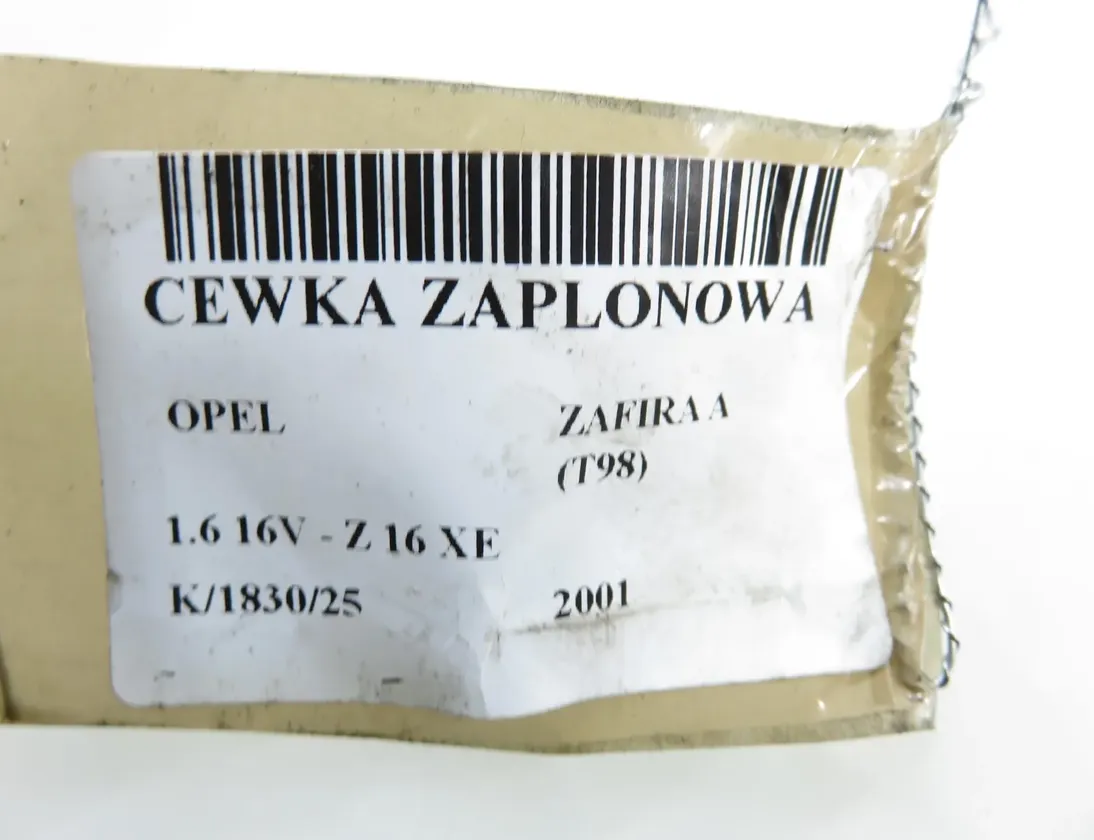 CEWKA ZAPLONOWA
OPEL ZAFIRA A
(T98)
1.6 16V - Z 16 XE
K/1830/25 2001